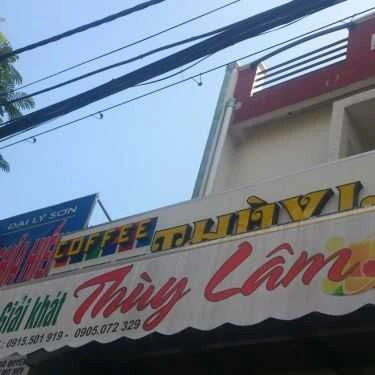 ĐẠI LÝ SƠN
COFFEE THÙY
Giải khát Thùy Lâm
: 0915.501 919 - 0905.072 329